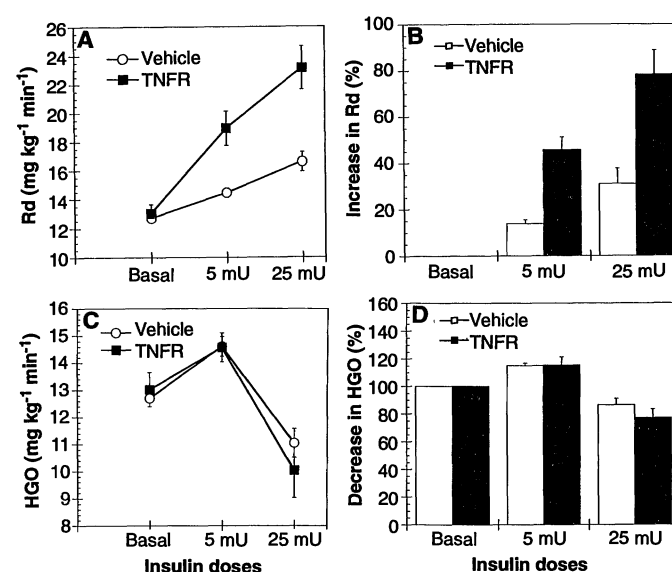 A
Vehicle
TNFR
Rd (mg kg⁻¹ min⁻¹)
26
24
22
20
18
16
14
12
10
Basal
5 mU
25 mU
B
Vehicle
TNFR
Increase in Rd (%)
100
80
60
40
20
0
Basal
5 mU
25 mU
C
Vehicle
TNFR
HGO (mg kg⁻¹ min⁻¹)
16
15
14
13
12
11
10
9
8
Basal
5 mU
25 mU
Insulin doses
D
Vehicle
TNFR
Decrease in HGO (%)
160
140
120
100
80
60
40
20
0
Basal
5 mU
25 mU
Insulin doses